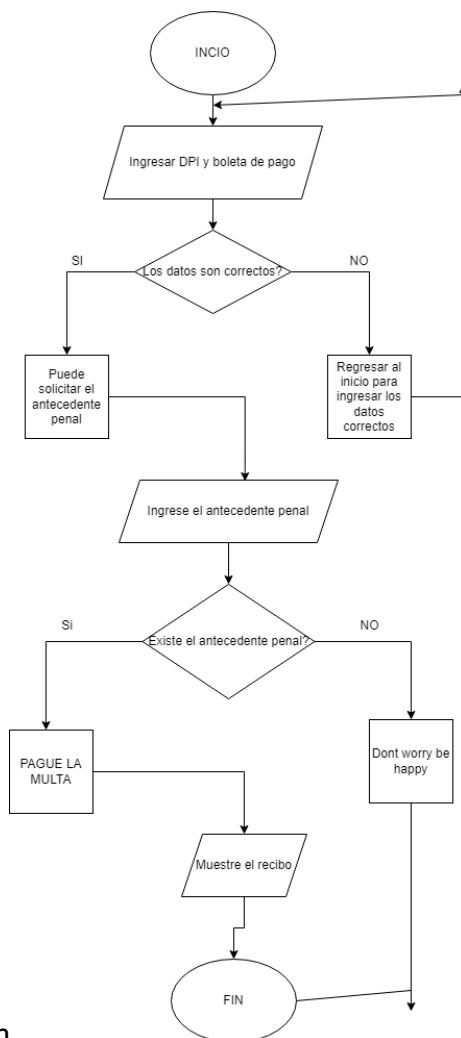 INCIO
Ingresar DPI y boleta de pago
SI
Los datos son correctos?
NO
Puede
solicitar el
antecedente
penal
Regresar al
inicio para
ingresar los
datos
correctos
Ingrese el antecedente penal
Si
Existe el antecedente penal?
NO
PAGUE LA
MULTA
Dont worry be
happy
Muestre el recibo
FIN